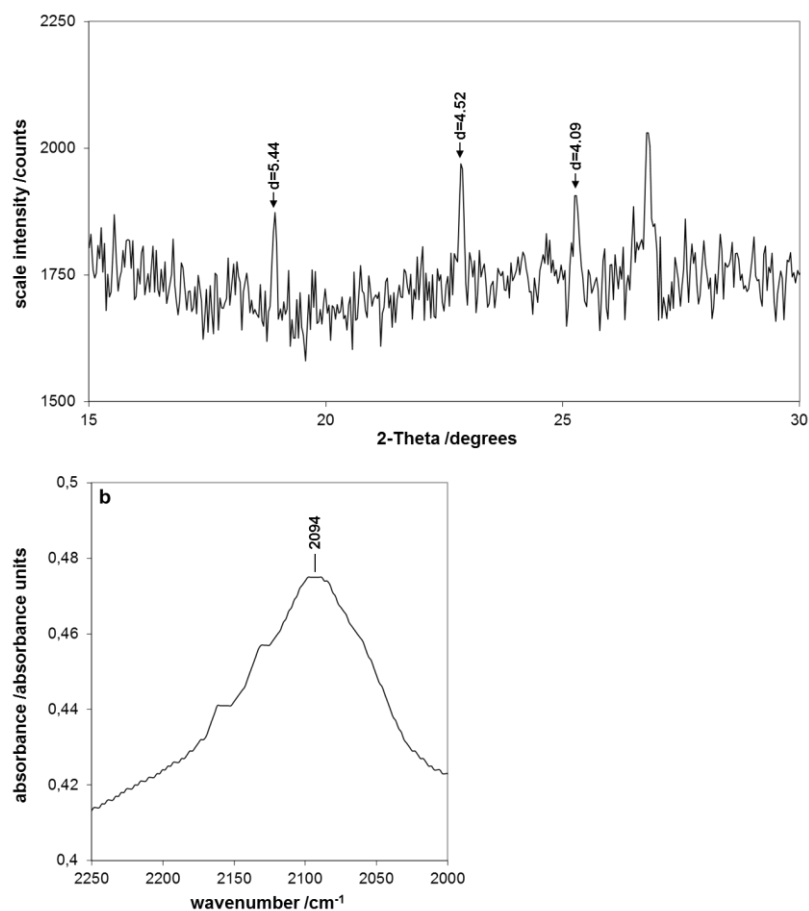 2250
2000
1750
1500
scale intensity /counts
d=5.44
d=4.52
d=4.09
15
20
25
30
2-Theta /degrees
b
0,5
0,48
0,46
0,44
0,42
0,4
absorbance /absorbance units
2094
2250
2200
2150
2100
2050
2000
wavenumber /cm⁻¹